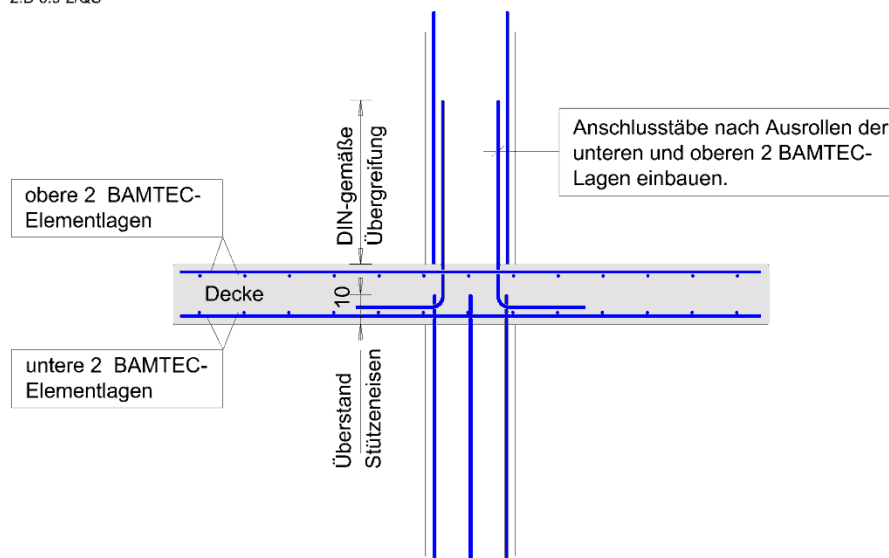 DIN-gemäße
Übergreifung
Anschlusstäbe nach Ausrollen der
unteren und oberen 2 BAMTEC-
Lagen einbauen.
obere 2 BAMTEC-
Elementlagen
Decke
10
untere 2 BAMTEC-
Elementlagen
Überstand
Stützeneisen